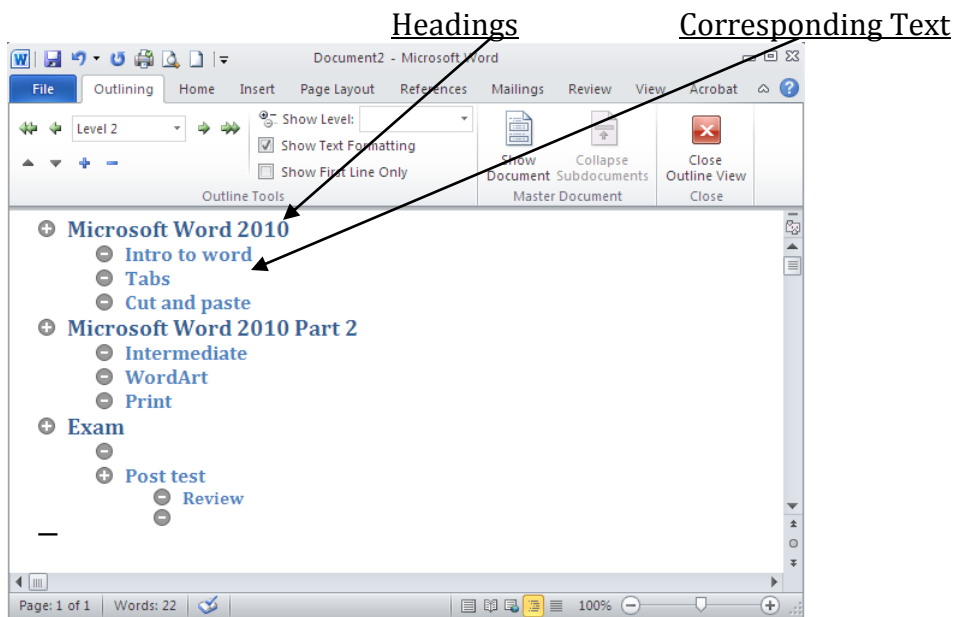 Headings Corresponding Text
W Document2 - Microsoft Word
File Outlining Home Insert Page Layout References Mailings Review View Acrobat
Level 2
Show Level:
Show Text Formatting
Show First Line Only
Outline Tools
Show Document
Collapse Subdocuments
Master Document
Close Outline View
Close
Microsoft Word 2010
Intro to word
Tabs
Cut and paste
Microsoft Word 2010 Part 2
Intermediate
WordArt
Print
Exam
Post test
Review
Page: 1 of 1 Words: 22 100%